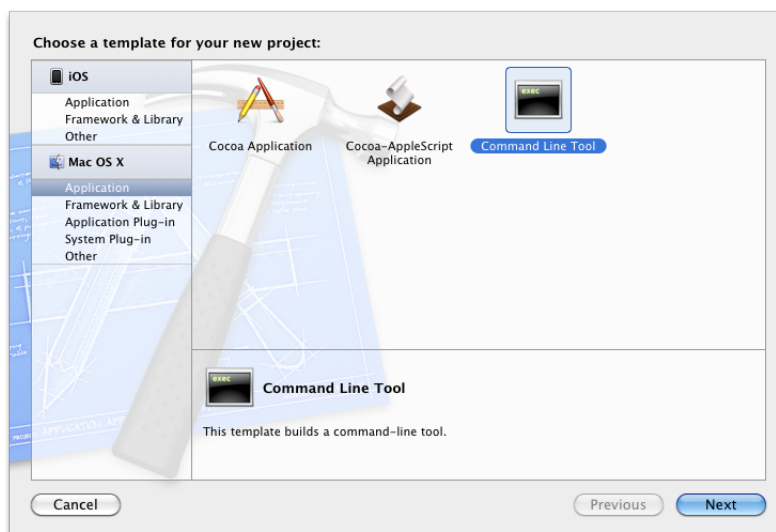 Choose a template for your new project:
iOS
Application
Framework & Library
Other
Mac OS X
Application
Framework & Library
Application Plug-in
System Plug-in
Other
Cocoa Application
Cocoa-AppleScript
Application
exec
Command Line Tool
exec
Command Line Tool
This template builds a command-line tool.
Cancel
Previous
Next